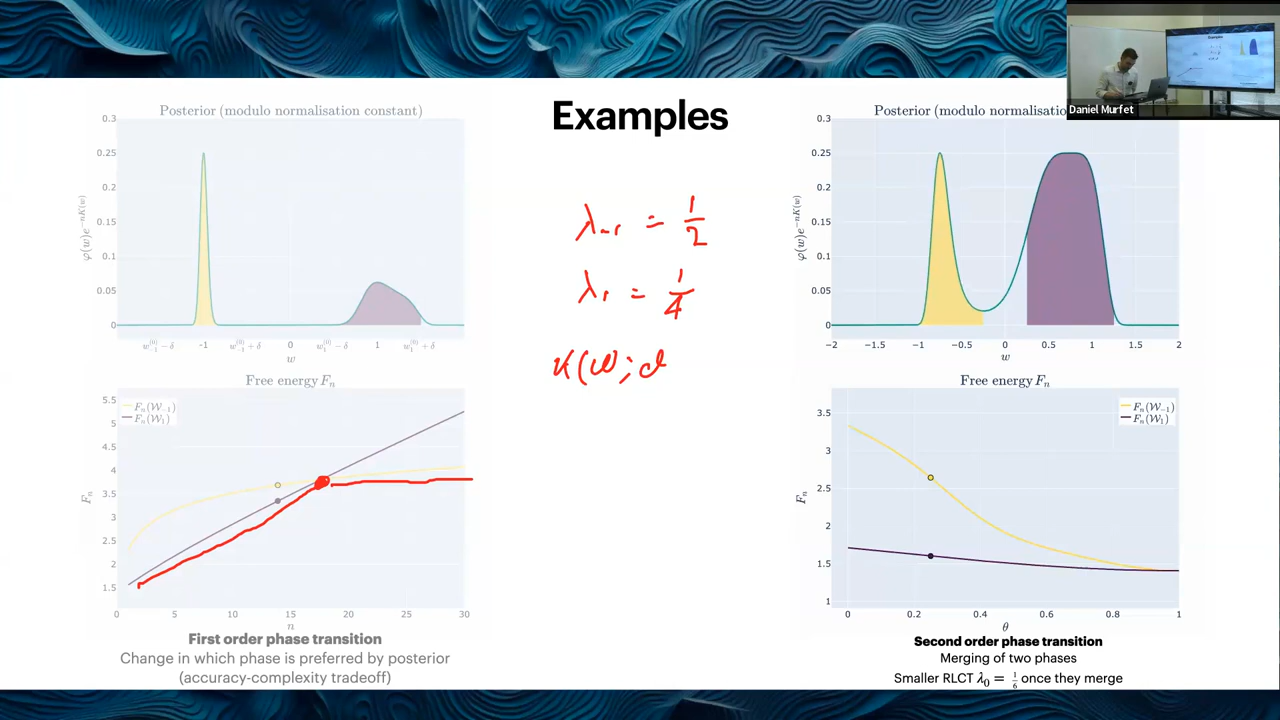 Daniel Murfet
Examples
Posterior (modulo normalisation constant)
0.3
0.25
0.2
0.15
0.1
0.05
0
φ(w)e^{-nK(w)}
w_{-1}^{(0)} − δ
-1
w_{-1}^{(0)} + δ
0
w_1^{(0)} − δ
1
w_1^{(0)} + δ
w
Free energy F_n
5.5
5
4.5
4
3.5
3
2.5
2
1.5
F_n
F_n(W_{-1})
F_n(W_1)
0
5
10
15
20
25
30
n
First order phase transition
Change in which phase is preferred by posterior
(accuracy-complexity tradeoff)
λ_{-1} = 1/2
λ_1 = 1/4
K(w;
Posterior (modulo normalisatio
0.3
0.25
0.2
0.15
0.1
0.05
0
φ(w)e^{-nK(w)}
−2
−1.5
−1
−0.5
0
0.5
1
1.5
2
w
Free energy F_n
3.5
3
2.5
2
1.5
1
F_n
F_n(W_{-1})
F_n(W_1)
0
0.2
0.4
0.6
0.8
1
θ
Second order phase transition
Merging of two phases
Smaller RLCT λ_0 = 1/6 once they merge